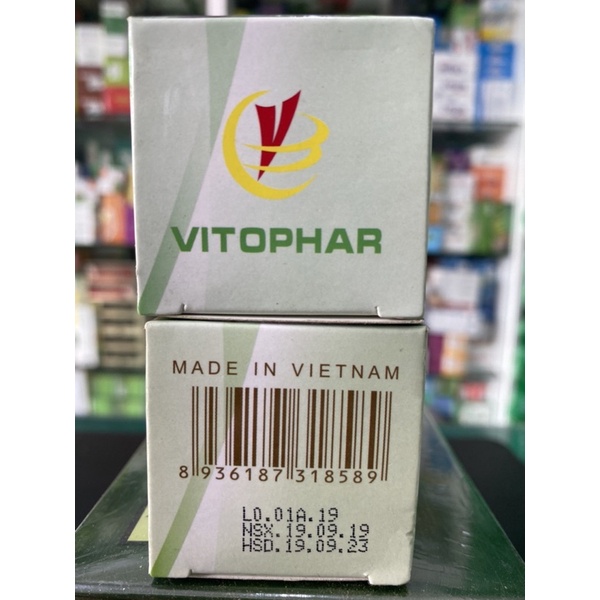 VITOPHAR
MADE IN VIETNAM
8 936187 318589
LO.01A.19
NSX.19.09.19
HSD.19.09.23